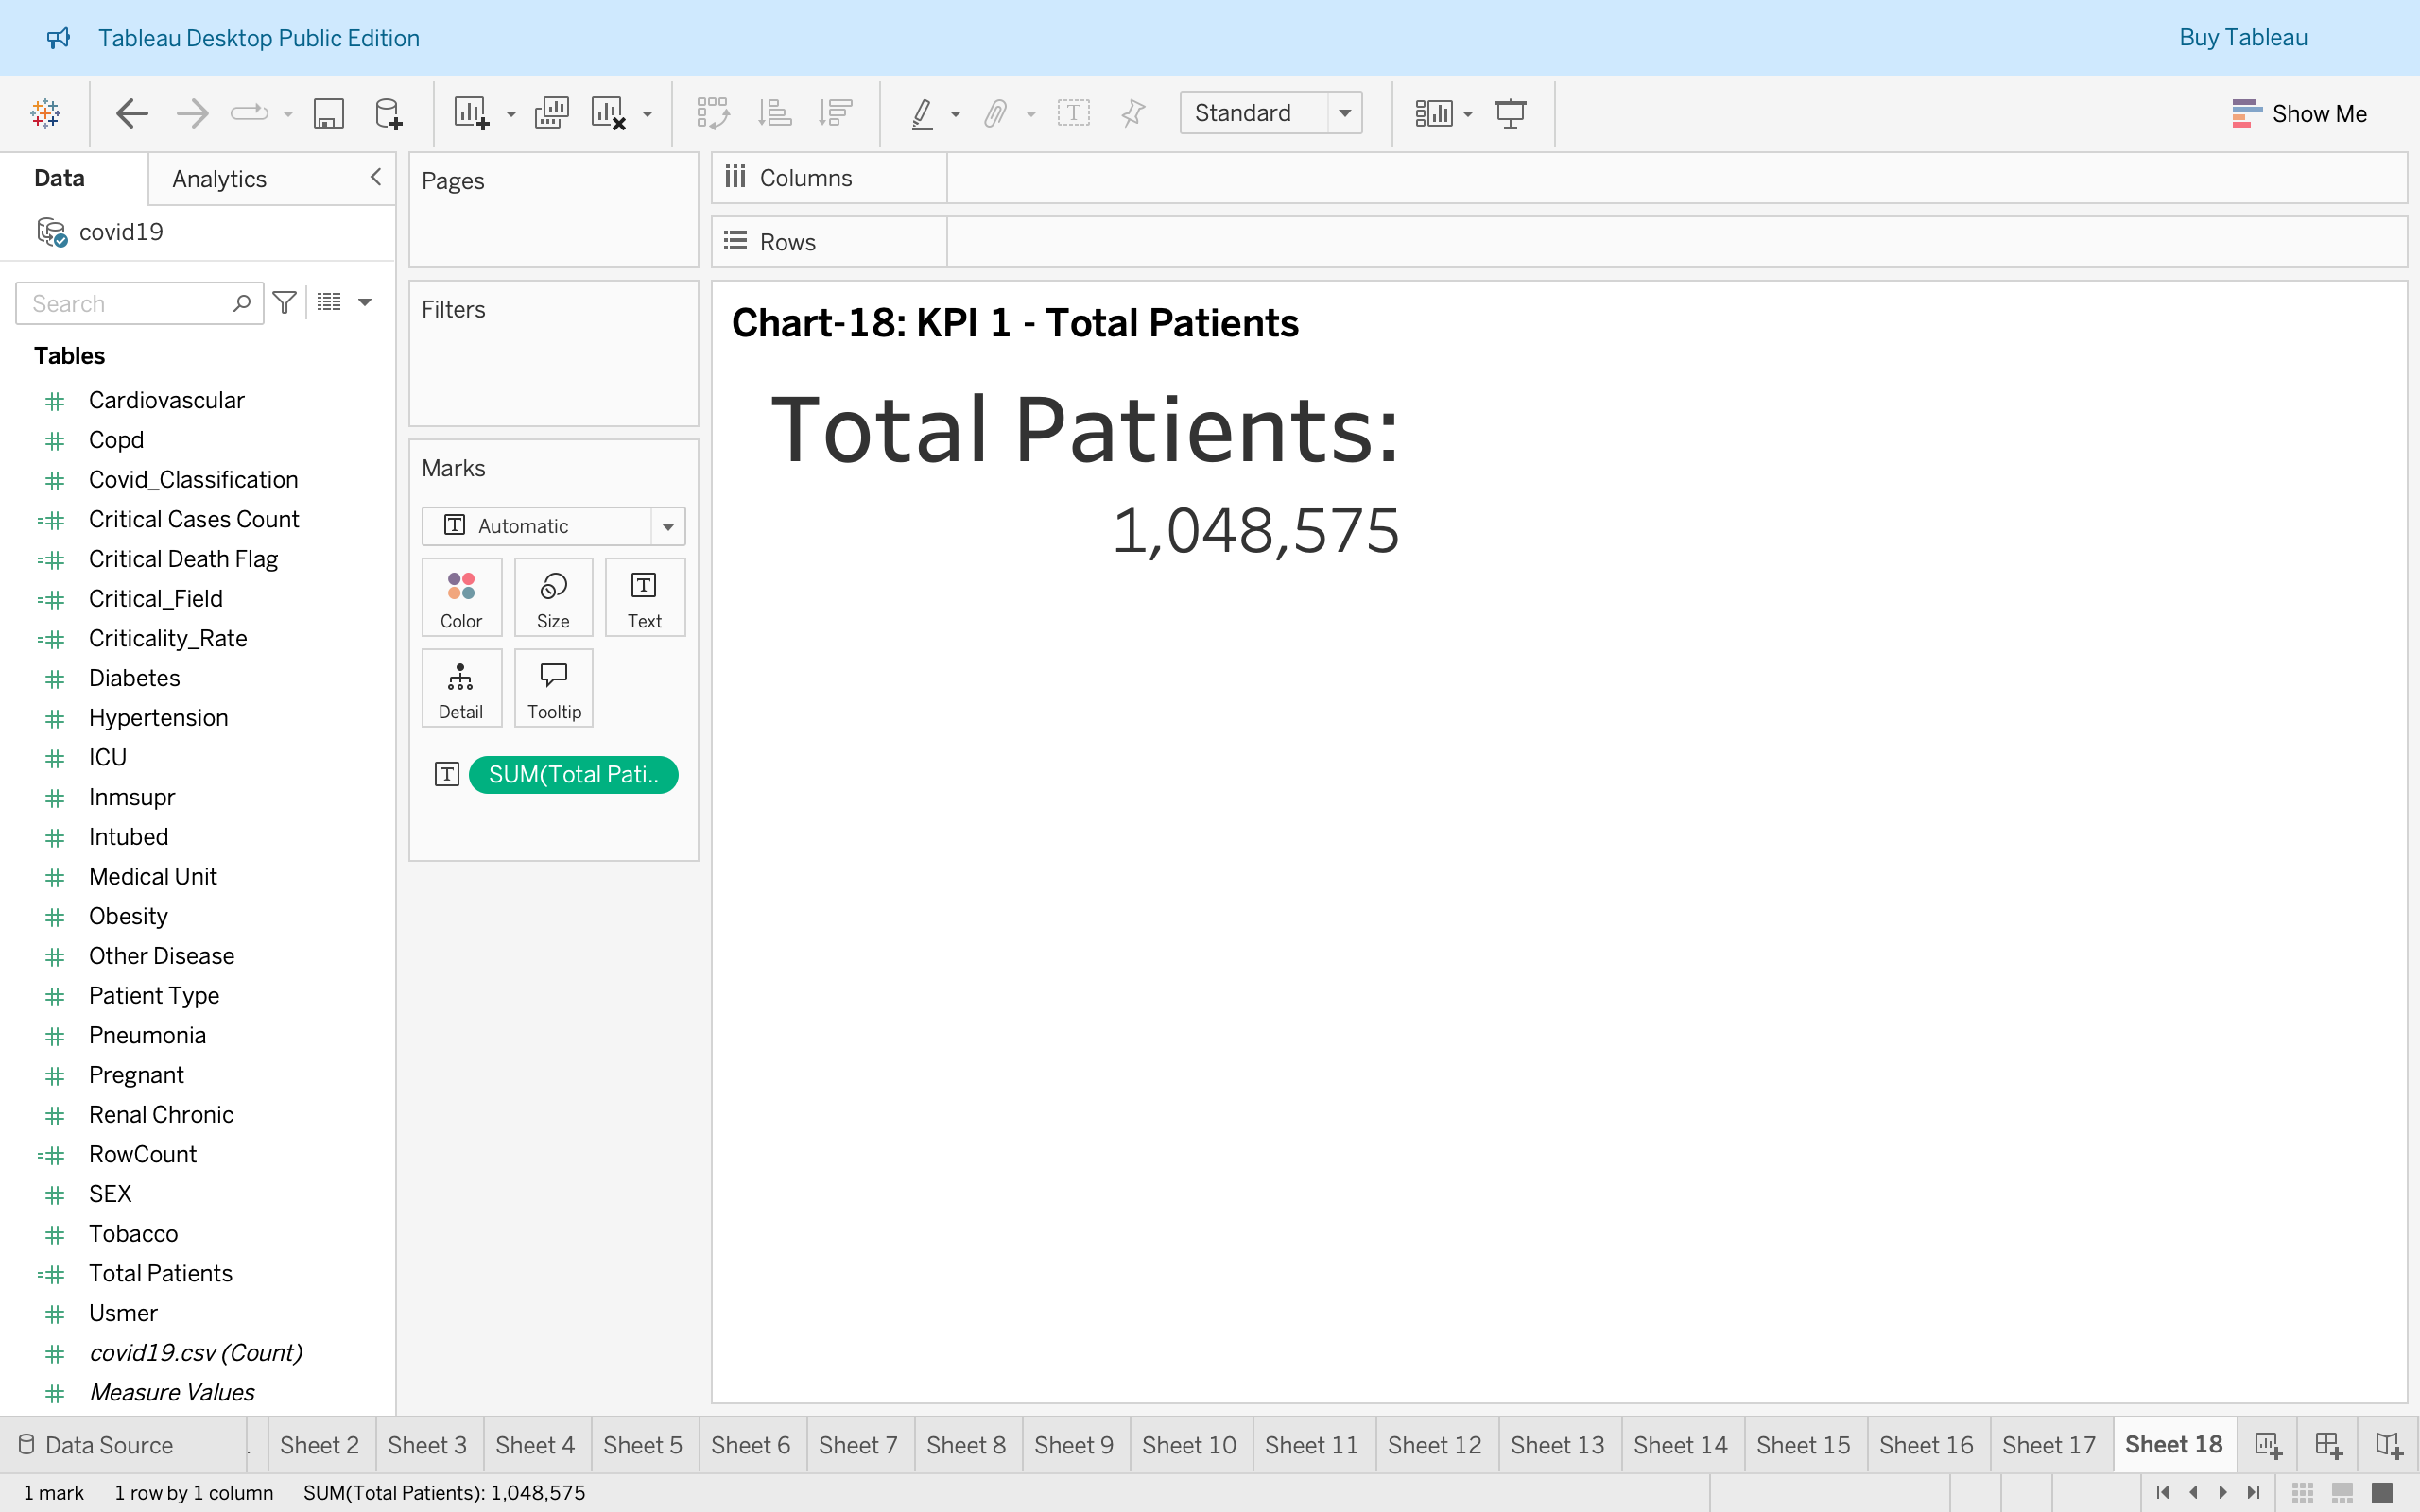 Tableau Desktop Public Edition
Buy Tableau
Standard
Show Me
Data
Analytics
covid19
Search
Tables
Cardiovascular
Copd
Covid_Classification
Critical Cases Count
Critical Death Flag
Critical_Field
Criticality_Rate
Diabetes
Hypertension
ICU
Inmsupr
Intubed
Medical Unit
Obesity
Other Disease
Patient Type
Pneumonia
Pregnant
Renal Chronic
RowCount
SEX
Tobacco
Total Patients
Usmer
covid19.csv (Count)
Measure Values
Pages
Filters
Marks
Automatic
Color
Size
Text
Detail
Tooltip
SUM(Total Pati..
Columns
Rows
Chart-18: KPI 1 - Total Patients
Total Patients:
1,048,575
Data Source
Sheet 2
Sheet 3
Sheet 4
Sheet 5
Sheet 6
Sheet 7
Sheet 8
Sheet 9
Sheet 10
Sheet 11
Sheet 12
Sheet 13
Sheet 14
Sheet 15
Sheet 16
Sheet 17
Sheet 18
1 mark
1 row by 1 column
SUM(Total Patients): 1,048,575